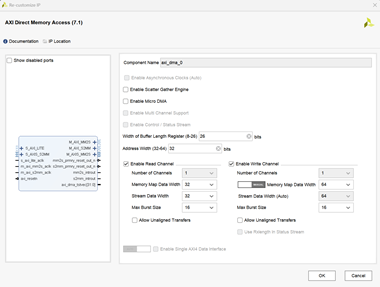 Re-customize IP
AXI Direct Memory Access (7.1)
Documentation IP Location
Show disabled ports
Component Name axi_dma_0
Enable Asynchronous Clocks (Auto)
Enable Scatter Gather Engine
Enable Micro DMA
Enable Multi Channel Support
Enable Control - Status Stream
Width of Buffer Length Register (8-26) 26 bits
Address Width (32-64) 32 bits
Enable Read Channel
Number of Channels 1
Memory Map Data Width 32
Stream Data Width 32
Max Burst Size 16
Allow Unaligned Transfers
Enable Write Channel
Number of Channels 1
Memory Map Data Width 64
Stream Data Width (Auto) 64
Max Burst Size 16
Allow Unaligned Transfers
Use Rxlength In Status Stream
Enable Single AXI4 Data Interface
S_AXI_LITE
S_AXIS_S2MM
s_axi_lite_aclk
m_axi_mm2s_aclk
m_axi_s2mm_aclk
axi_resetn
M_AXI_MM2S
M_AXI_S2MM
M_AXIS_MM2S
mm2s_prmry_reset_out_n
s2mm_prmry_reset_out_n
mm2s_introut
s2mm_introut
axi_dma_tstvec[31:0]
OK Cancel